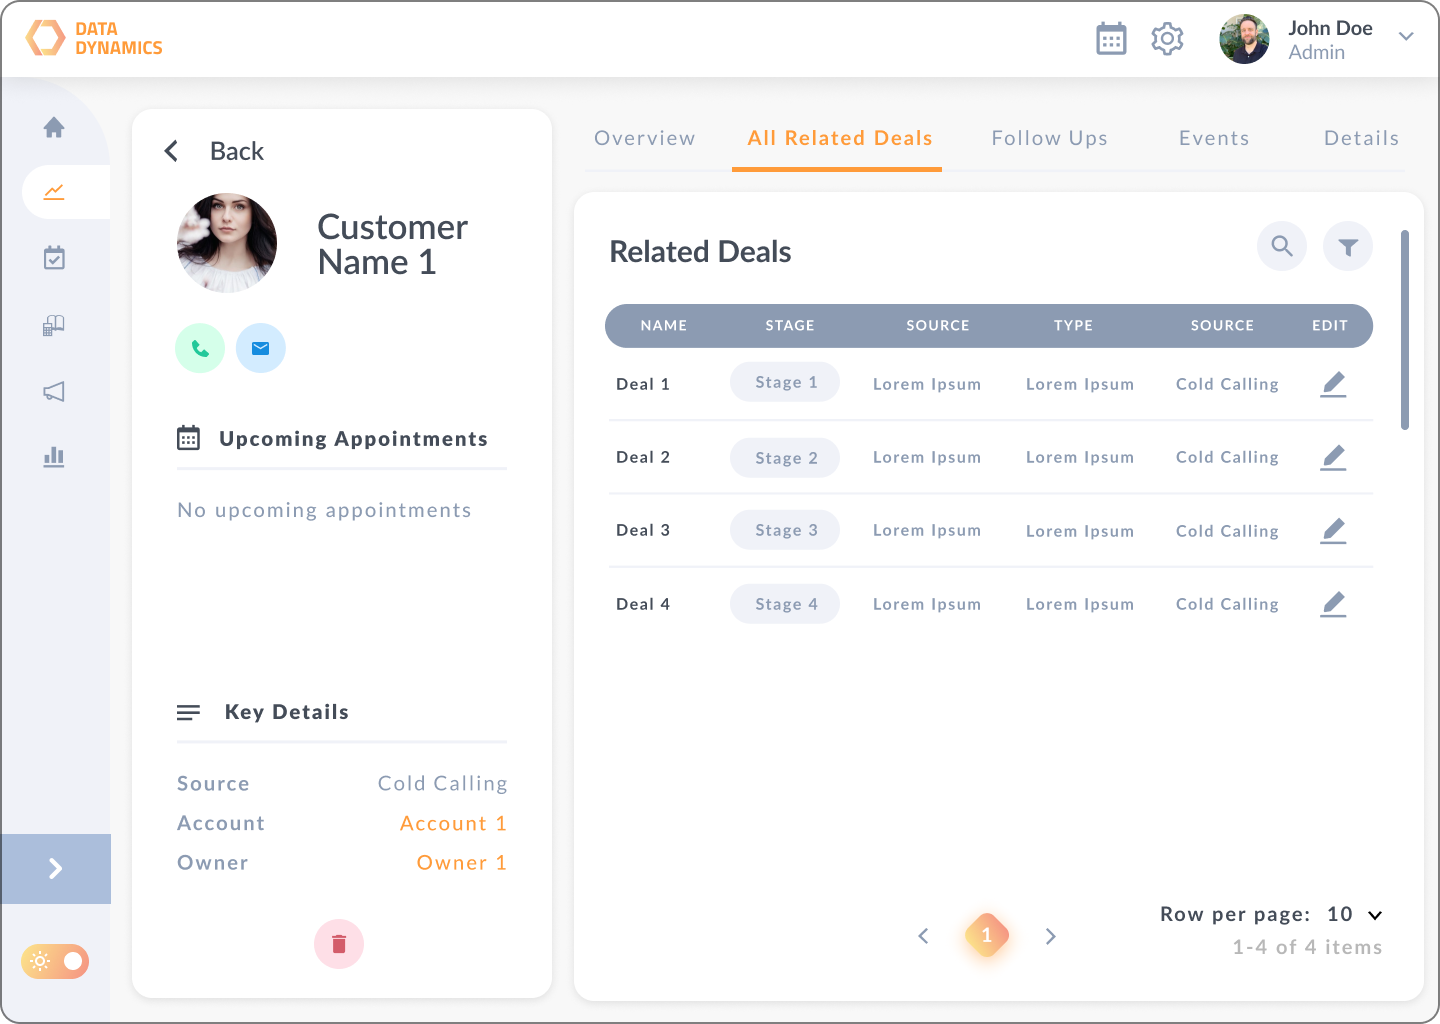 DATA
DYNAMICS
John Doe
Admin
Back
Customer
Name 1
Upcoming Appointments
No upcoming appointments
Key Details
Source Cold Calling
Account Account 1
Owner Owner 1
Overview All Related Deals Follow Ups Events Details
Related Deals
NAME STAGE SOURCE TYPE SOURCE EDIT
Deal 1 Stage 1 Lorem Ipsum Lorem Ipsum Cold Calling
Deal 2 Stage 2 Lorem Ipsum Lorem Ipsum Cold Calling
Deal 3 Stage 3 Lorem Ipsum Lorem Ipsum Cold Calling
Deal 4 Stage 4 Lorem Ipsum Lorem Ipsum Cold Calling
1
Row per page: 10
1-4 of 4 items